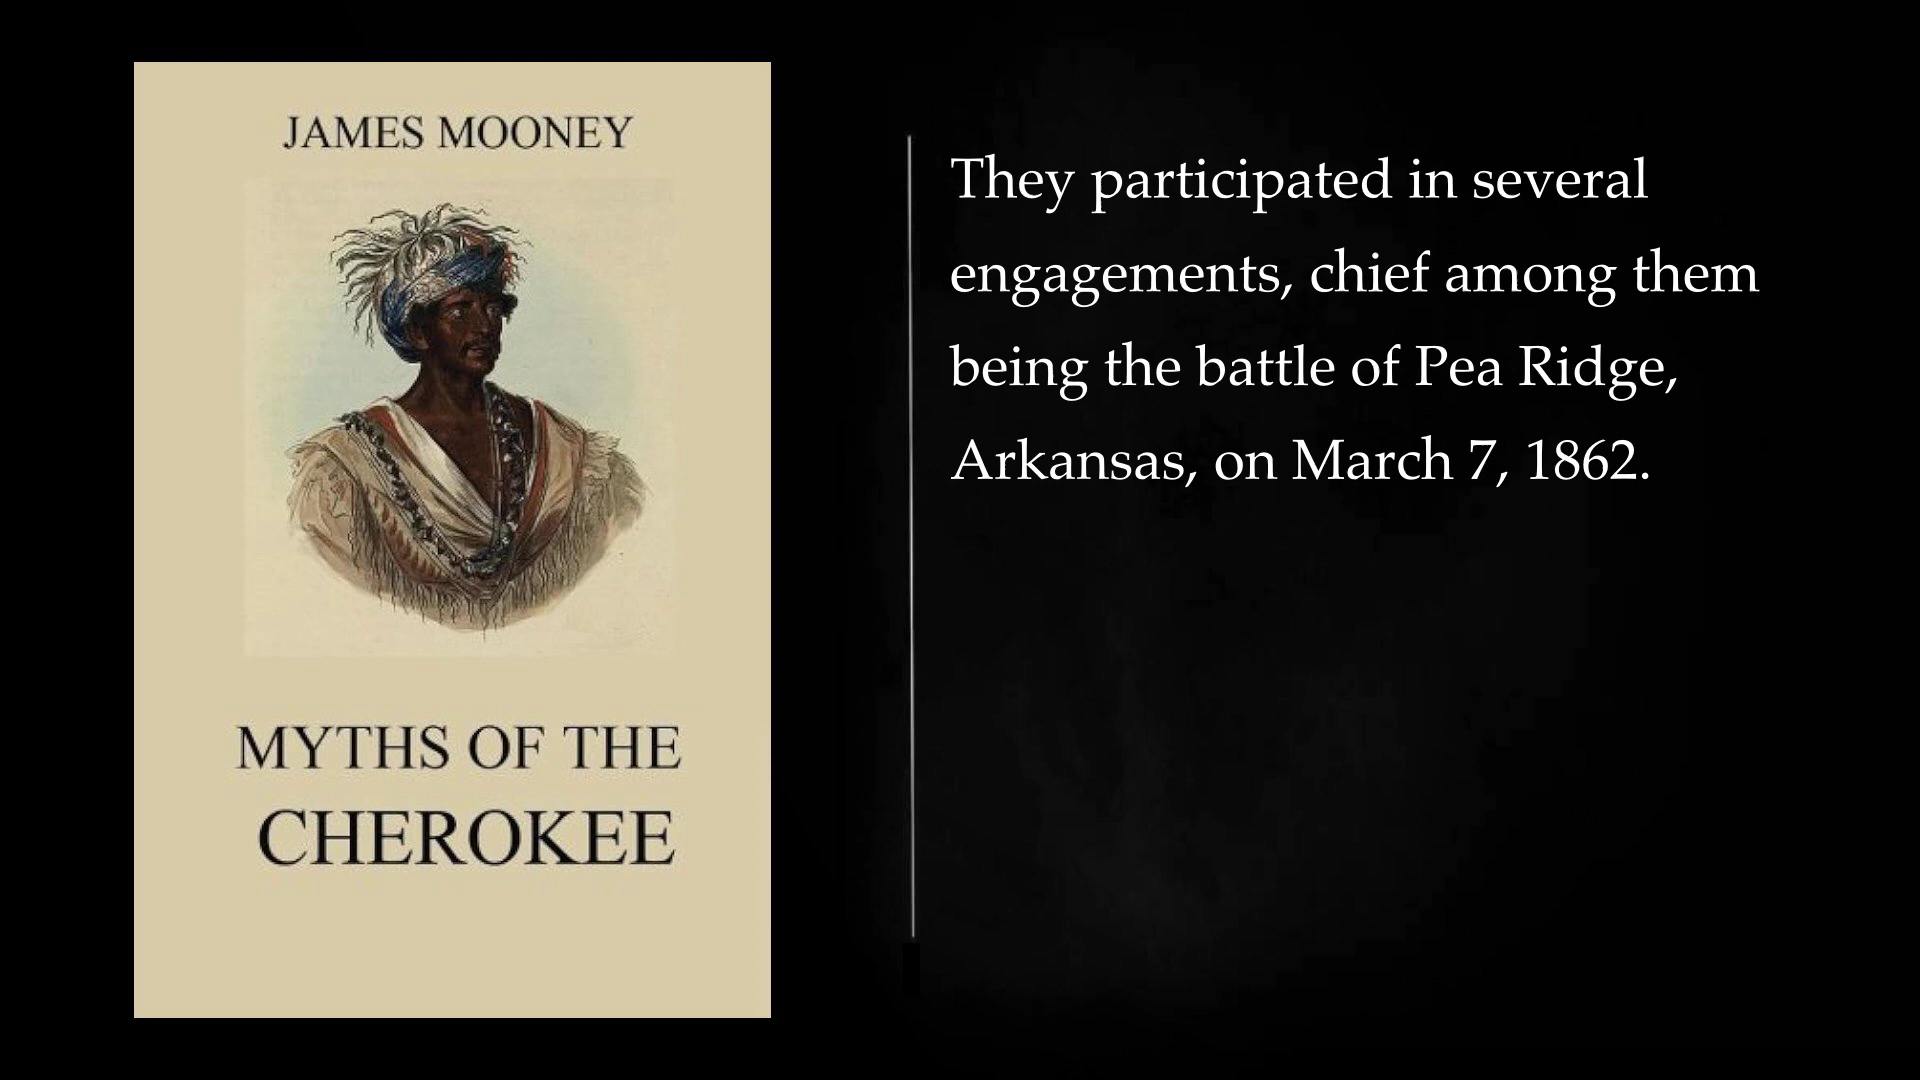 JAMES MOONEY
MYTHS OF THE
CHEROKEE
They participated in several
engagements, chief among them
being the battle of Pea Ridge,
Arkansas, on March 7, 1862.